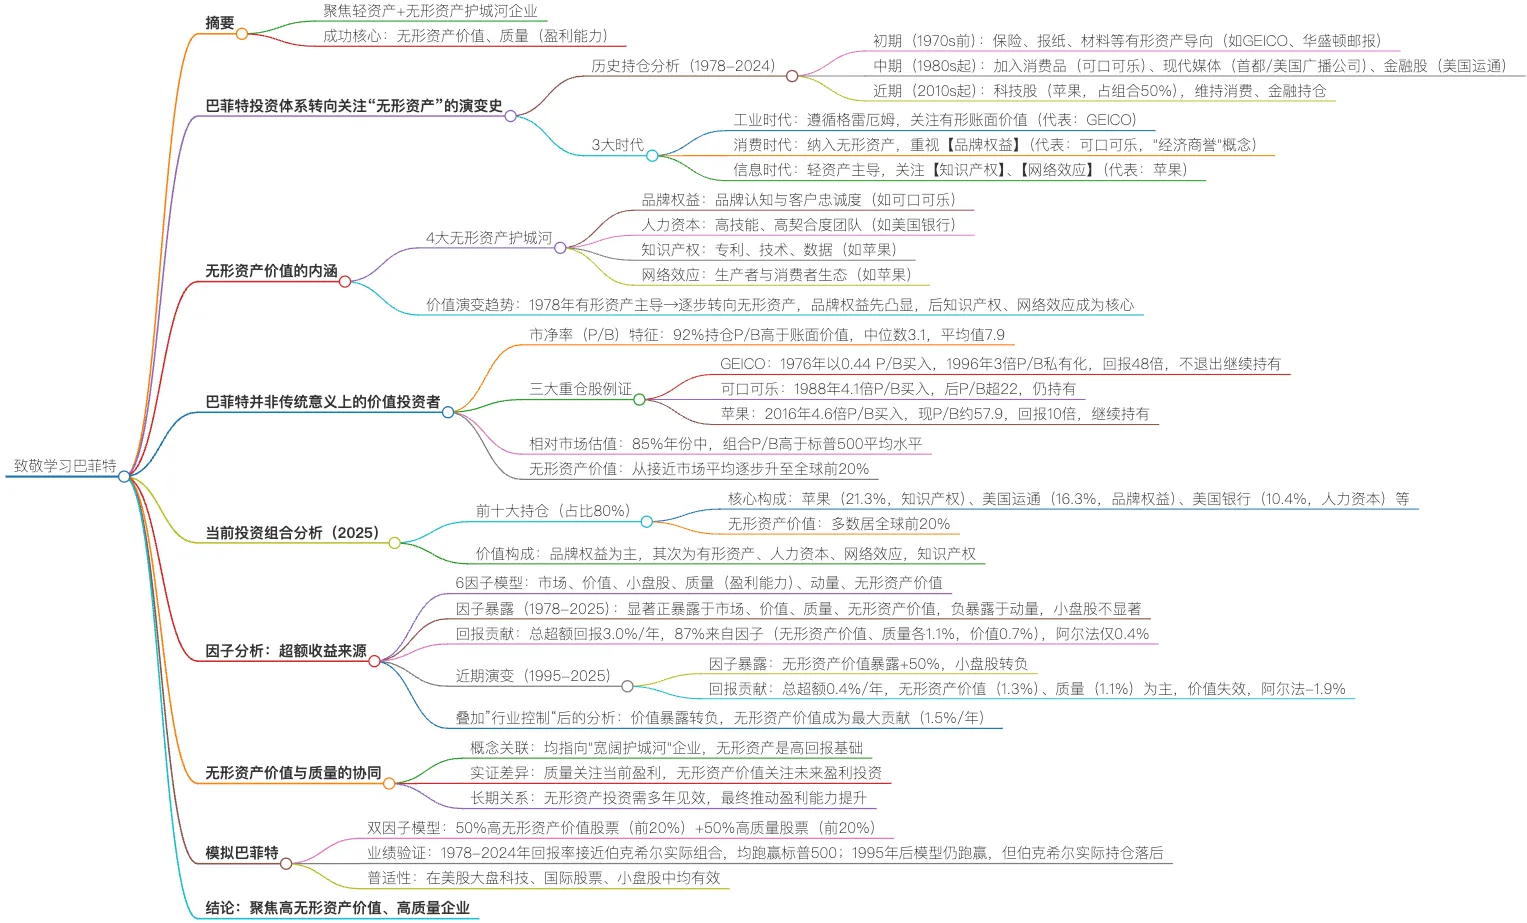 致敬学习巴菲特
摘要
聚焦轻资产+无形资产护城河企业
成功核心：无形资产价值、质量（盈利能力）
巴菲特投资体系转向关注“无形资产”的演变史
历史持仓分析（1978-2024）
初期（1970s前）：保险、报纸、材料等有形资产导向（如GEICO、华盛顿邮报）
中期（1980s起）：加入消费品（可口可乐）、现代媒体（首都/美国广播公司）、金融股（美国运通）
近期（2010s起）：科技股（苹果，占组合50%），维持消费、金融持仓
3大时代
工业时代：遵循格雷厄姆，关注有形账面价值（代表：GEICO）
消费时代：纳入无形资产，重视【品牌权益】（代表：可口可乐，"经济商誉"概念）
信息时代：轻资产主导，关注【知识产权】、【网络效应】（代表：苹果）
无形资产价值的内涵
4大无形资产护城河
品牌权益：品牌认知与客户忠诚度（如可口可乐）
人力资本：高技能、高契合度团队（如美国银行）
知识产权：专利、技术、数据（如苹果）
网络效应：生产者与消费者生态（如苹果）
价值演变趋势：1978年有形资产主导→逐步转向无形资产，品牌权益先凸显，后知识产权、网络效应成为核心
巴菲特并非传统意义上的价值投资者
市净率（P/B）特征：92%持仓P/B高于账面价值，中位数3.1，平均值7.9
三大重仓股例证
GEICO：1976年以0.44 P/B买入，1996年3倍P/B私有化，回报48倍，不退出继续持有
可口可乐：1988年4.1倍P/B买入，后P/B超22，仍持有
苹果：2016年4.6倍P/B买入，现P/B约57.9，回报10倍，继续持有
相对市场估值：85%年份中，组合P/B高于标普500平均水平
无形资产价值：从接近市场平均逐步升至全球前20%
当前投资组合分析（2025）
前十大持仓（占比80%）
核心构成：苹果（21.3%，知识产权）、美国运通（16.3%，品牌权益）、美国银行（10.4%，人力资本）等
无形资产价值：多数居全球前20%
价值构成：品牌权益为主，其次为有形资产、人力资本、网络效应，知识产权
因子分析：超额收益来源
6因子模型：市场、价值、小盘股、质量（盈利能力）、动量、无形资产价值
因子暴露（1978-2025）：显著正暴露于市场、价值、质量、无形资产价值，负暴露于动量，小盘股不显著
回报贡献：总超额回报3.0%/年，87%来自因子（无形资产价值、质量各1.1%，价值0.7%），阿尔法仅0.4%
近期演变（1995-2025）
因子暴露：无形资产价值暴露+50%，小盘股转负
回报贡献：总超额0.4%/年，无形资产价值（1.3%）、质量（1.1%）为主，价值失效，阿尔法-1.9%
叠加”行业控制“后的分析：价值暴露转负，无形资产价值成为最大贡献（1.5%/年）
无形资产价值与质量的协同
概念关联：均指向"宽阔护城河"企业，无形资产是高回报基础
实证差异：质量关注当前盈利，无形资产价值关注未来盈利投资
长期关系：无形资产投资需多年见效，最终推动盈利能力提升
模拟巴菲特
双因子模型：50%高无形资产价值股票（前20%）+50%高质量股票（前20%）
业绩验证：1978-2024年回报率接近伯克希尔实际组合，均跑赢标普500；1995年后模型仍跑赢，但伯克希尔实际持仓落后
普适性：在美股大盘科技、国际股票、小盘股中均有效
结论：聚焦高无形资产价值、高质量企业